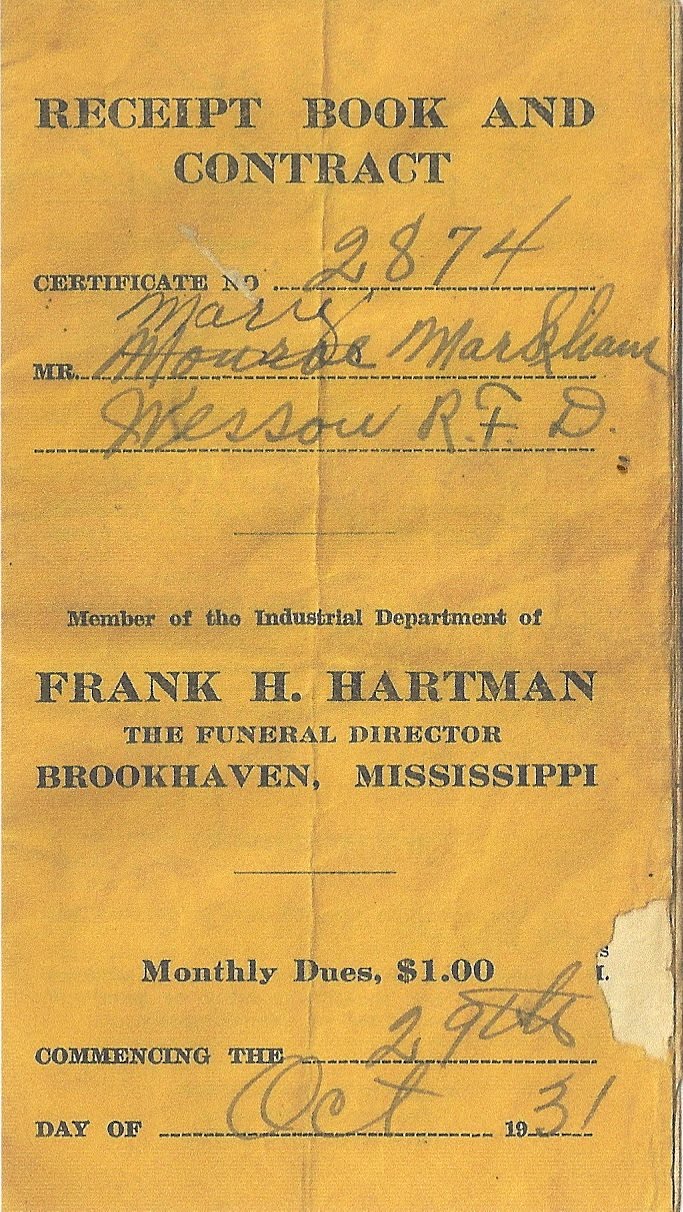 RECEIPT BOOK AND
CONTRACT
CERTIFICATE NO 2874
Mary
MR. Monroe Markham
Wesson R.F.D.
Member of the Industrial Department of
FRANK H. HARTMAN
THE FUNERAL DIRECTOR
BROOKHAVEN, MISSISSIPPI
Monthly Dues, $1.00
COMMENCING THE 29th
DAY OF Oct 1931